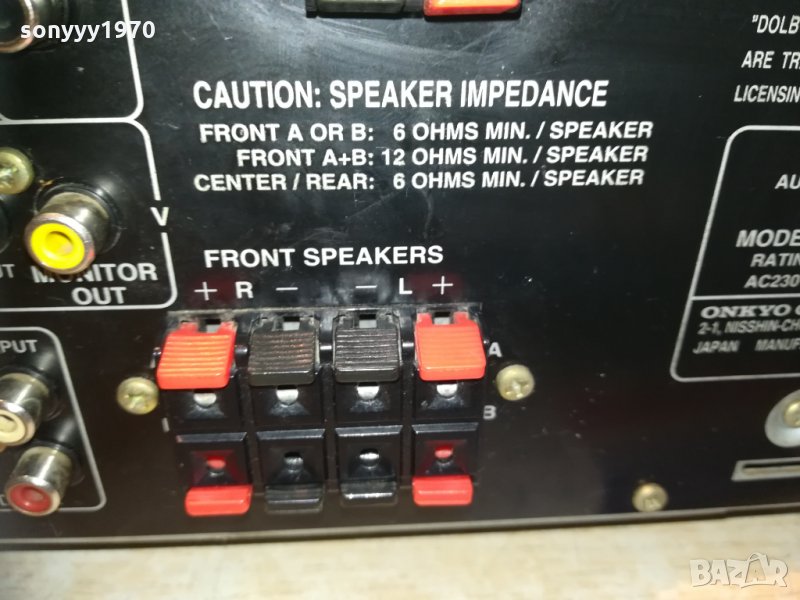 sonyyy1970
"DOLB
ARE TR
LICENSIN
CAUTION: SPEAKER IMPEDANCE
FRONT A OR B: 6 OHMS MIN. / SPEAKER
FRONT A+B: 12 OHMS MIN. / SPEAKER
CENTER / REAR: 6 OHMS MIN. / SPEAKER
AU
MODE
RATIN
AC230
ONKYO
2-1, NISSHIN-CH
JAPAN MANUF
V
MONITOR
OUT
FRONT SPEAKERS
+ R − − L +
A
B
PUT
BAZAR